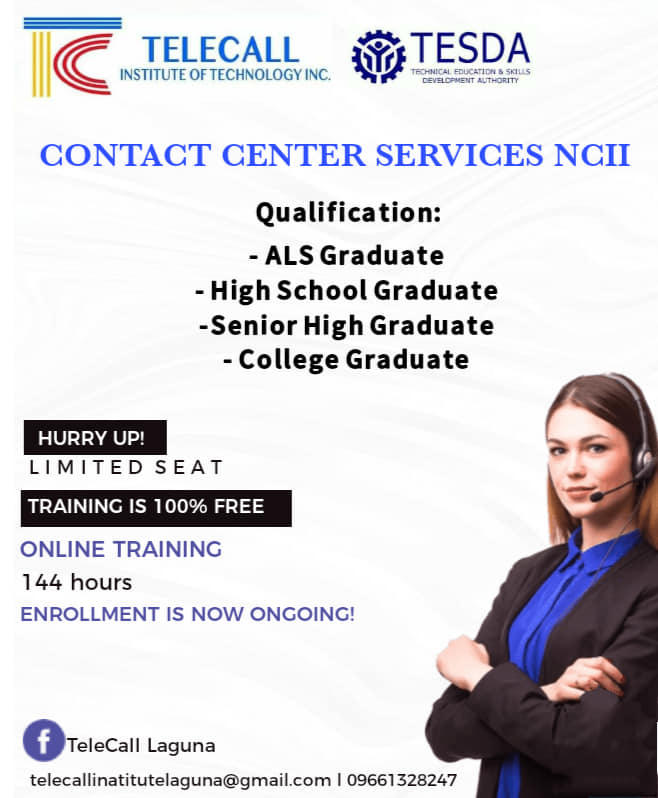 TELECALL
INSTITUTE OF TECHNOLOGY INC.
TESDA
TECHNICAL EDUCATION & SKILLS
DEVELOPMENT AUTHORITY
CONTACT CENTER SERVICES NCII
Qualification:
- ALS Graduate
- High School Graduate
-Senior High Graduate
- College Graduate
HURRY UP!
LIMITED SEAT
TRAINING IS 100% FREE
ONLINE TRAINING
144 hours
ENROLLMENT IS NOW ONGOING!
TeleCall Laguna
telecallinatitutelaguna@gmail.com l 09661328247